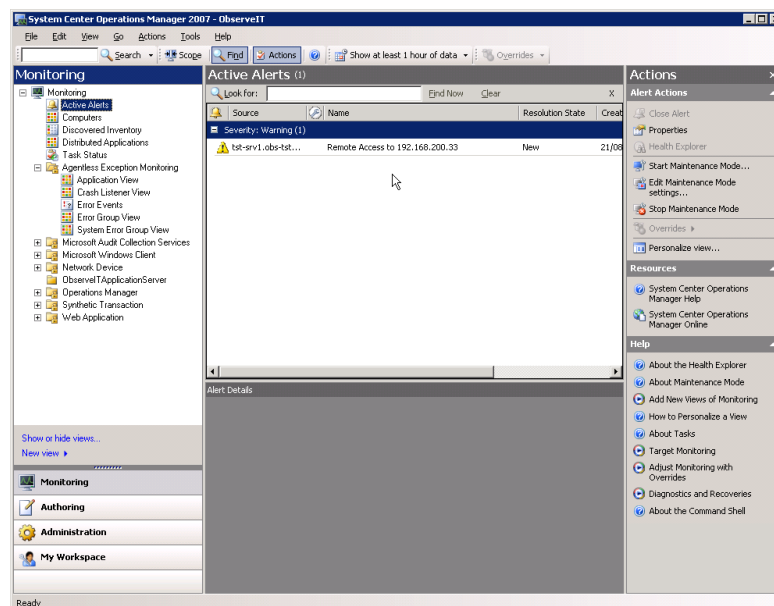 System Center Operations Manager 2007 - ObserveIT
File Edit View Go Actions Tools Help
Search Scope Find Actions Show at least 1 hour of data Overrides
Monitoring
Monitoring
Active Alerts
Computers
Discovered Inventory
Distributed Applications
Task Status
Agentless Exception Monitoring
Application View
Crash Listener View
Error Events
Error Group View
System Error Group View
Microsoft Audit Collection Services
Microsoft Windows Client
Network Device
ObserveITApplicationServer
Operations Manager
Synthetic Transaction
Web Application
Show or hide views...
New view
Monitoring
Authoring
Administration
My Workspace
Ready
Active Alerts (1)
Look for: Find Now Clear X
Source Name Resolution State Creat
Severity: Warning (1)
tst-srv1.obs-tst... Remote Access to 192.168.200.33 New 21/08
Alert Details
Actions
Alert Actions
Close Alert
Properties
Health Explorer
Start Maintenance Mode...
Edit Maintenance Mode
settings...
Stop Maintenance Mode
Overrides
Personalize view...
Resources
System Center Operations
Manager Help
System Center Operations
Manager Online
Help
About the Health Explorer
About Maintenance Mode
Add New Views of Monitoring
How to Personalize a View
About Tasks
Target Monitoring
Adjust Monitoring with
Overrides
Diagnostics and Recoveries
About the Command Shell